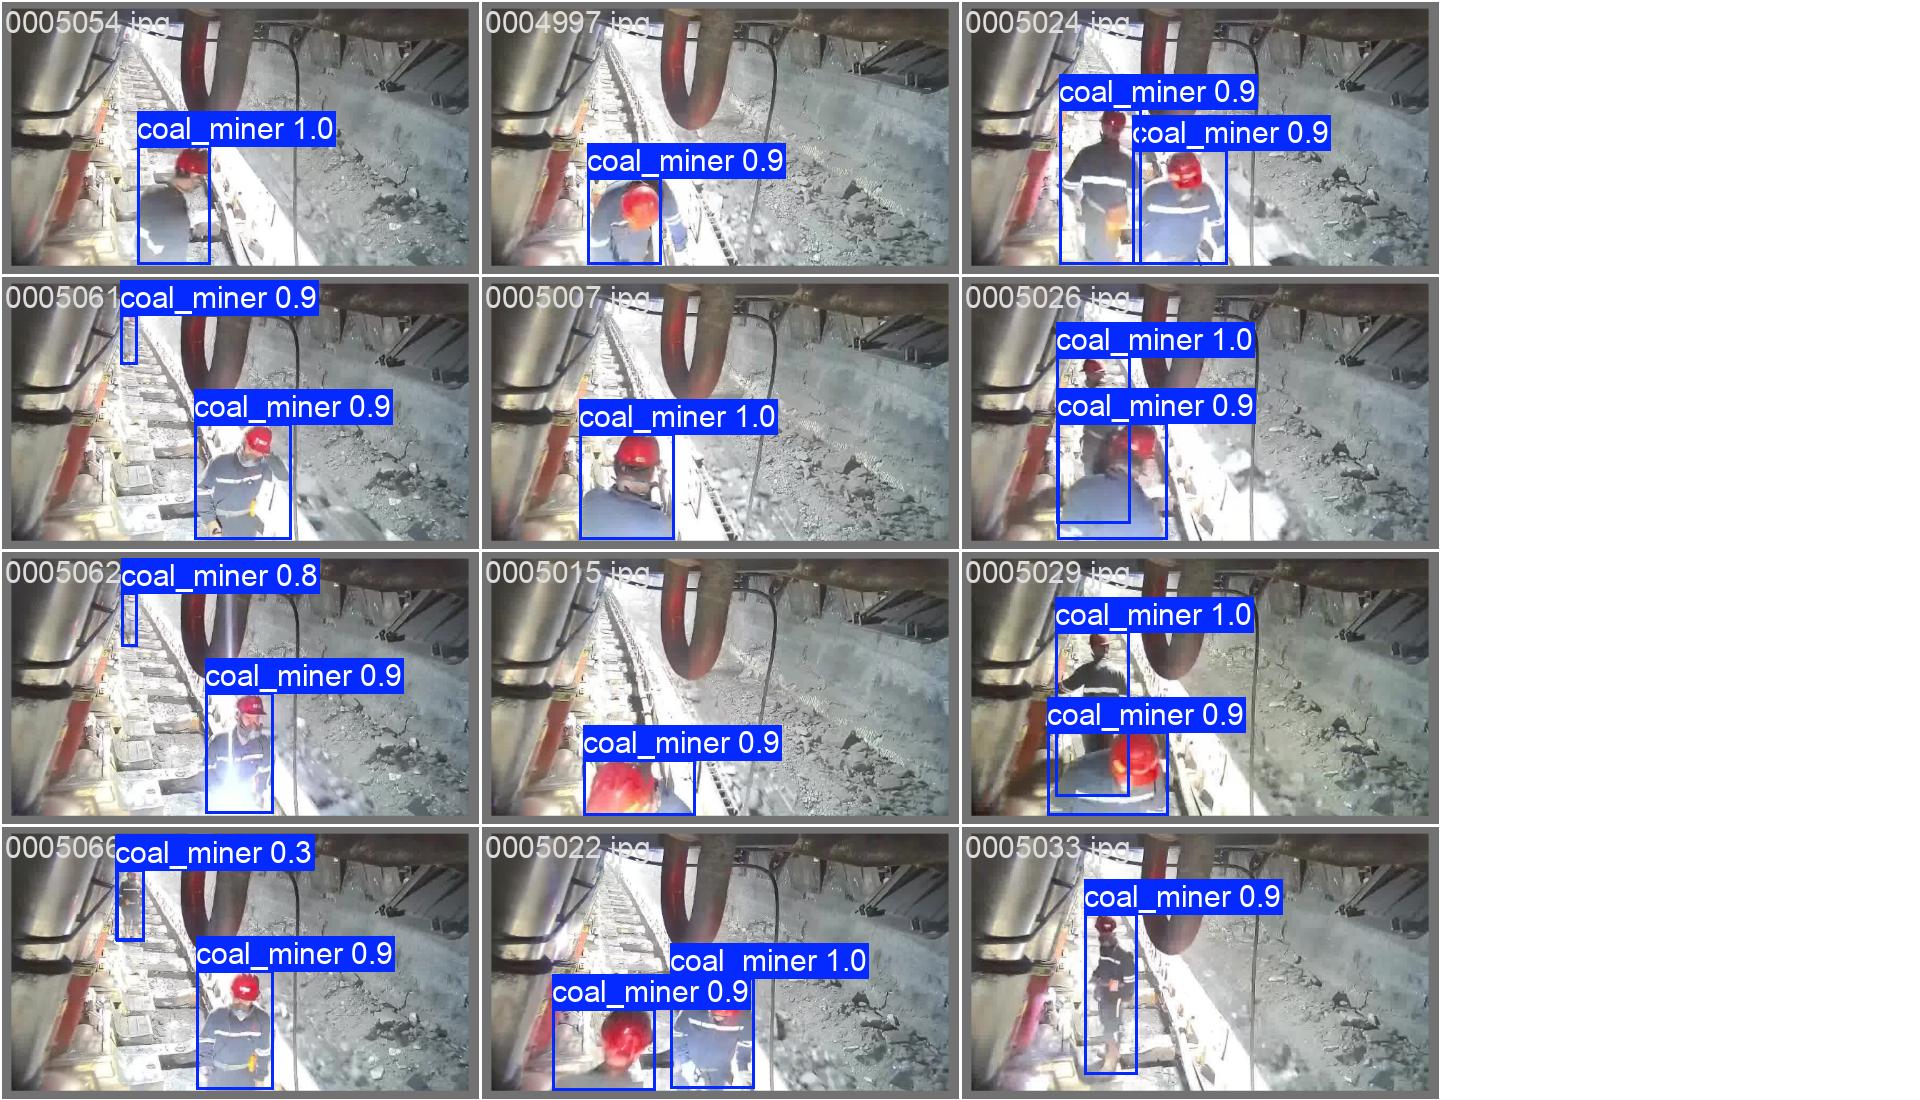 0005054.jpg
coal_miner 1.0
0004997.jpg
coal_miner 0.9
0005024.jpg
coal_miner 0.9
coal_miner 0.9
0005061
coal_miner 0.9
coal_miner 0.9
0005007.jpg
coal_miner 1.0
0005026.jpg
coal_miner 1.0
coal_miner 0.9
0005062
coal_miner 0.8
coal_miner 0.9
0005015.jpg
coal_miner 0.9
0005029.jpg
coal_miner 1.0
coal_miner 0.9
0005066
coal_miner 0.3
coal_miner 0.9
0005022.jpg
coal_miner 1.0
coal_miner 0.9
0005033.jpg
coal_miner 0.9